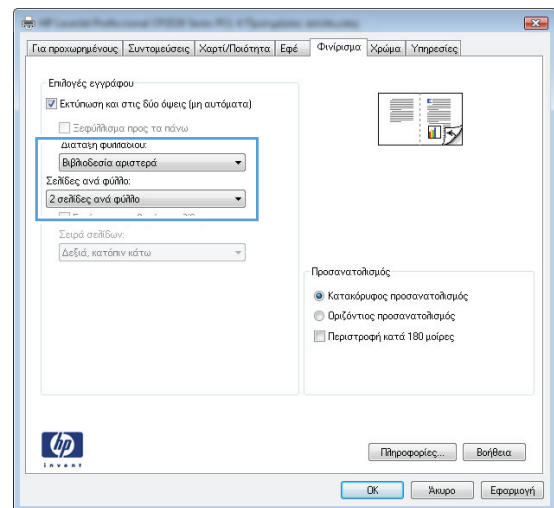 Για προχωρημένους Συντομεύσεις Χαρτί/Ποιότητα Εφέ Φινίρισμα Χρώμα Υπηρεσίες
Επιλογές εγγράφου
Εκτύπωση και στις δύο όψεις (μη αυτόματα)
Ξεφύλλισμα προς τα πάνω
Διάταξη φυλλαδίου:
Βιβλιοδεσία αριστερά
Σελίδες ανά φύλλο:
2 σελίδες ανά φύλλο
Σειρά σελίδων:
Δεξιά, κατόπιν κάτω
Προσανατολισμός
Κατακόρυφος προσανατολισμός
Οριζόντιος προσανατολισμός
Περιστροφή κατά 180 μοίρες
hp
invent
Πληροφορίες... Βοήθεια
OK Άκυρο Εφαρμογή